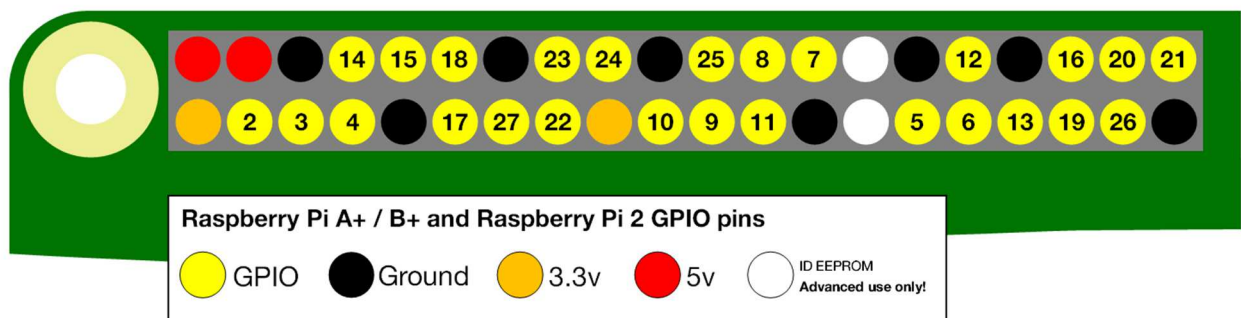 14 15 18 23 24 25 8 7 12 16 20 21
2 3 4 17 27 22 10 9 11 5 6 13 19 26
Raspberry Pi A+ / B+ and Raspberry Pi 2 GPIO pins
GPIO Ground 3.3v 5v ID EEPROM
Advanced use only!